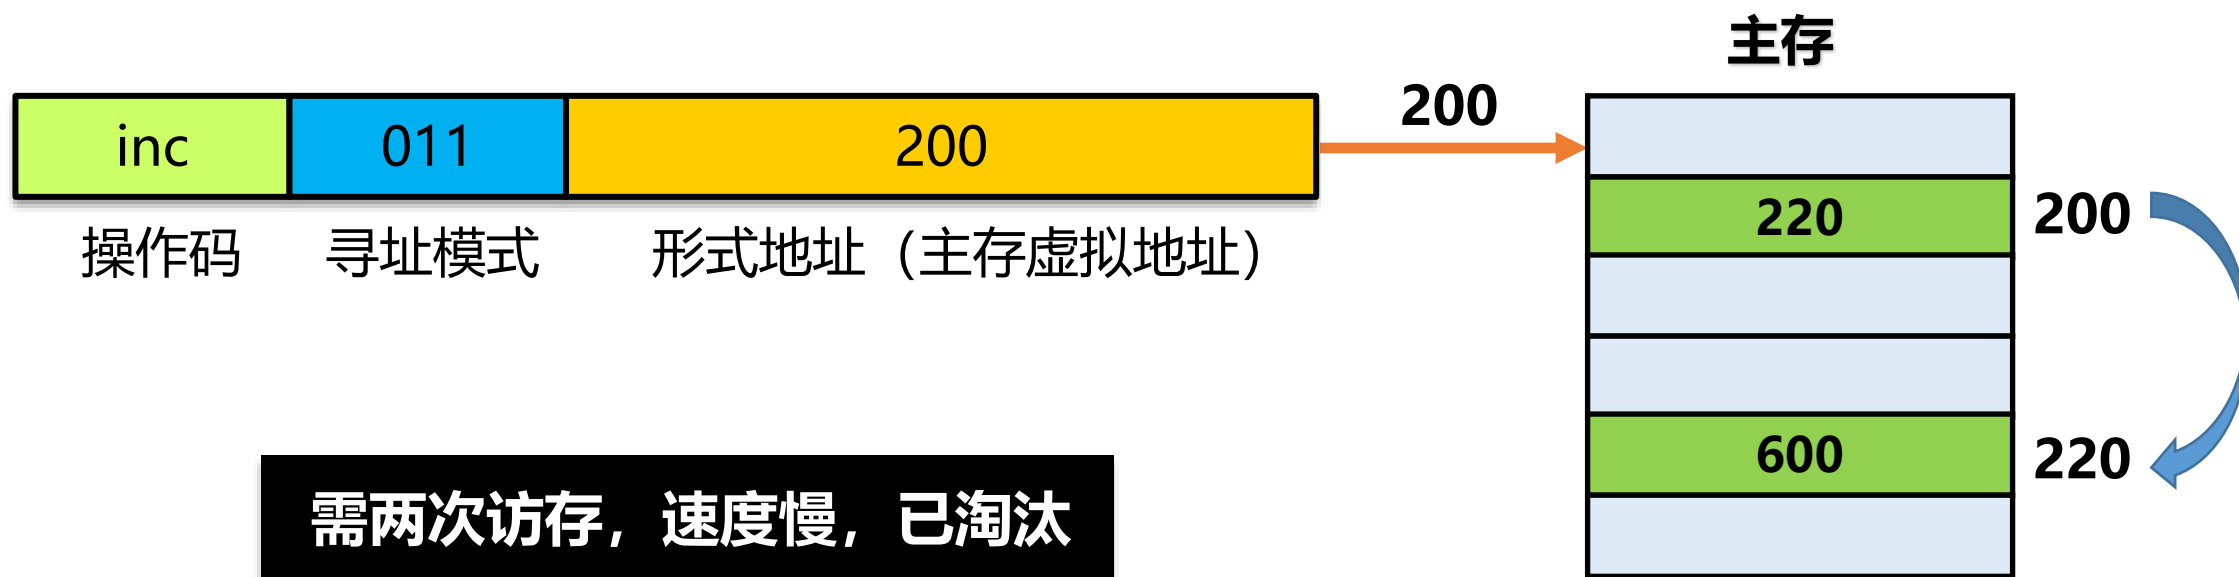 主存
200
inc 011 200
220 200
操作码 寻址模式 形式地址（主存虚拟地址）
600 220
需两次访存，速度慢，已淘汰